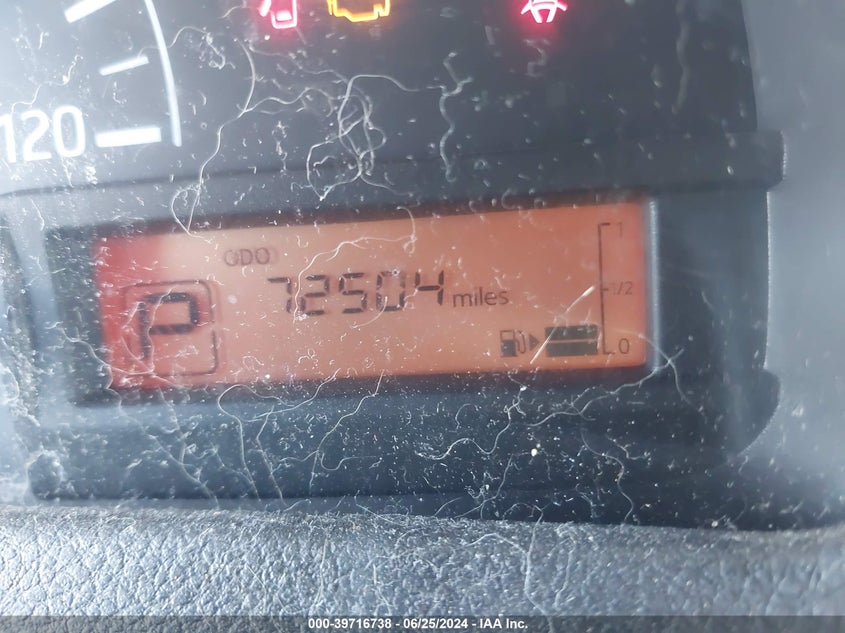 120
ODO
72504 miles
P
1
1/2
0
000-39716738 - 06/25/2024 - IAA Inc.